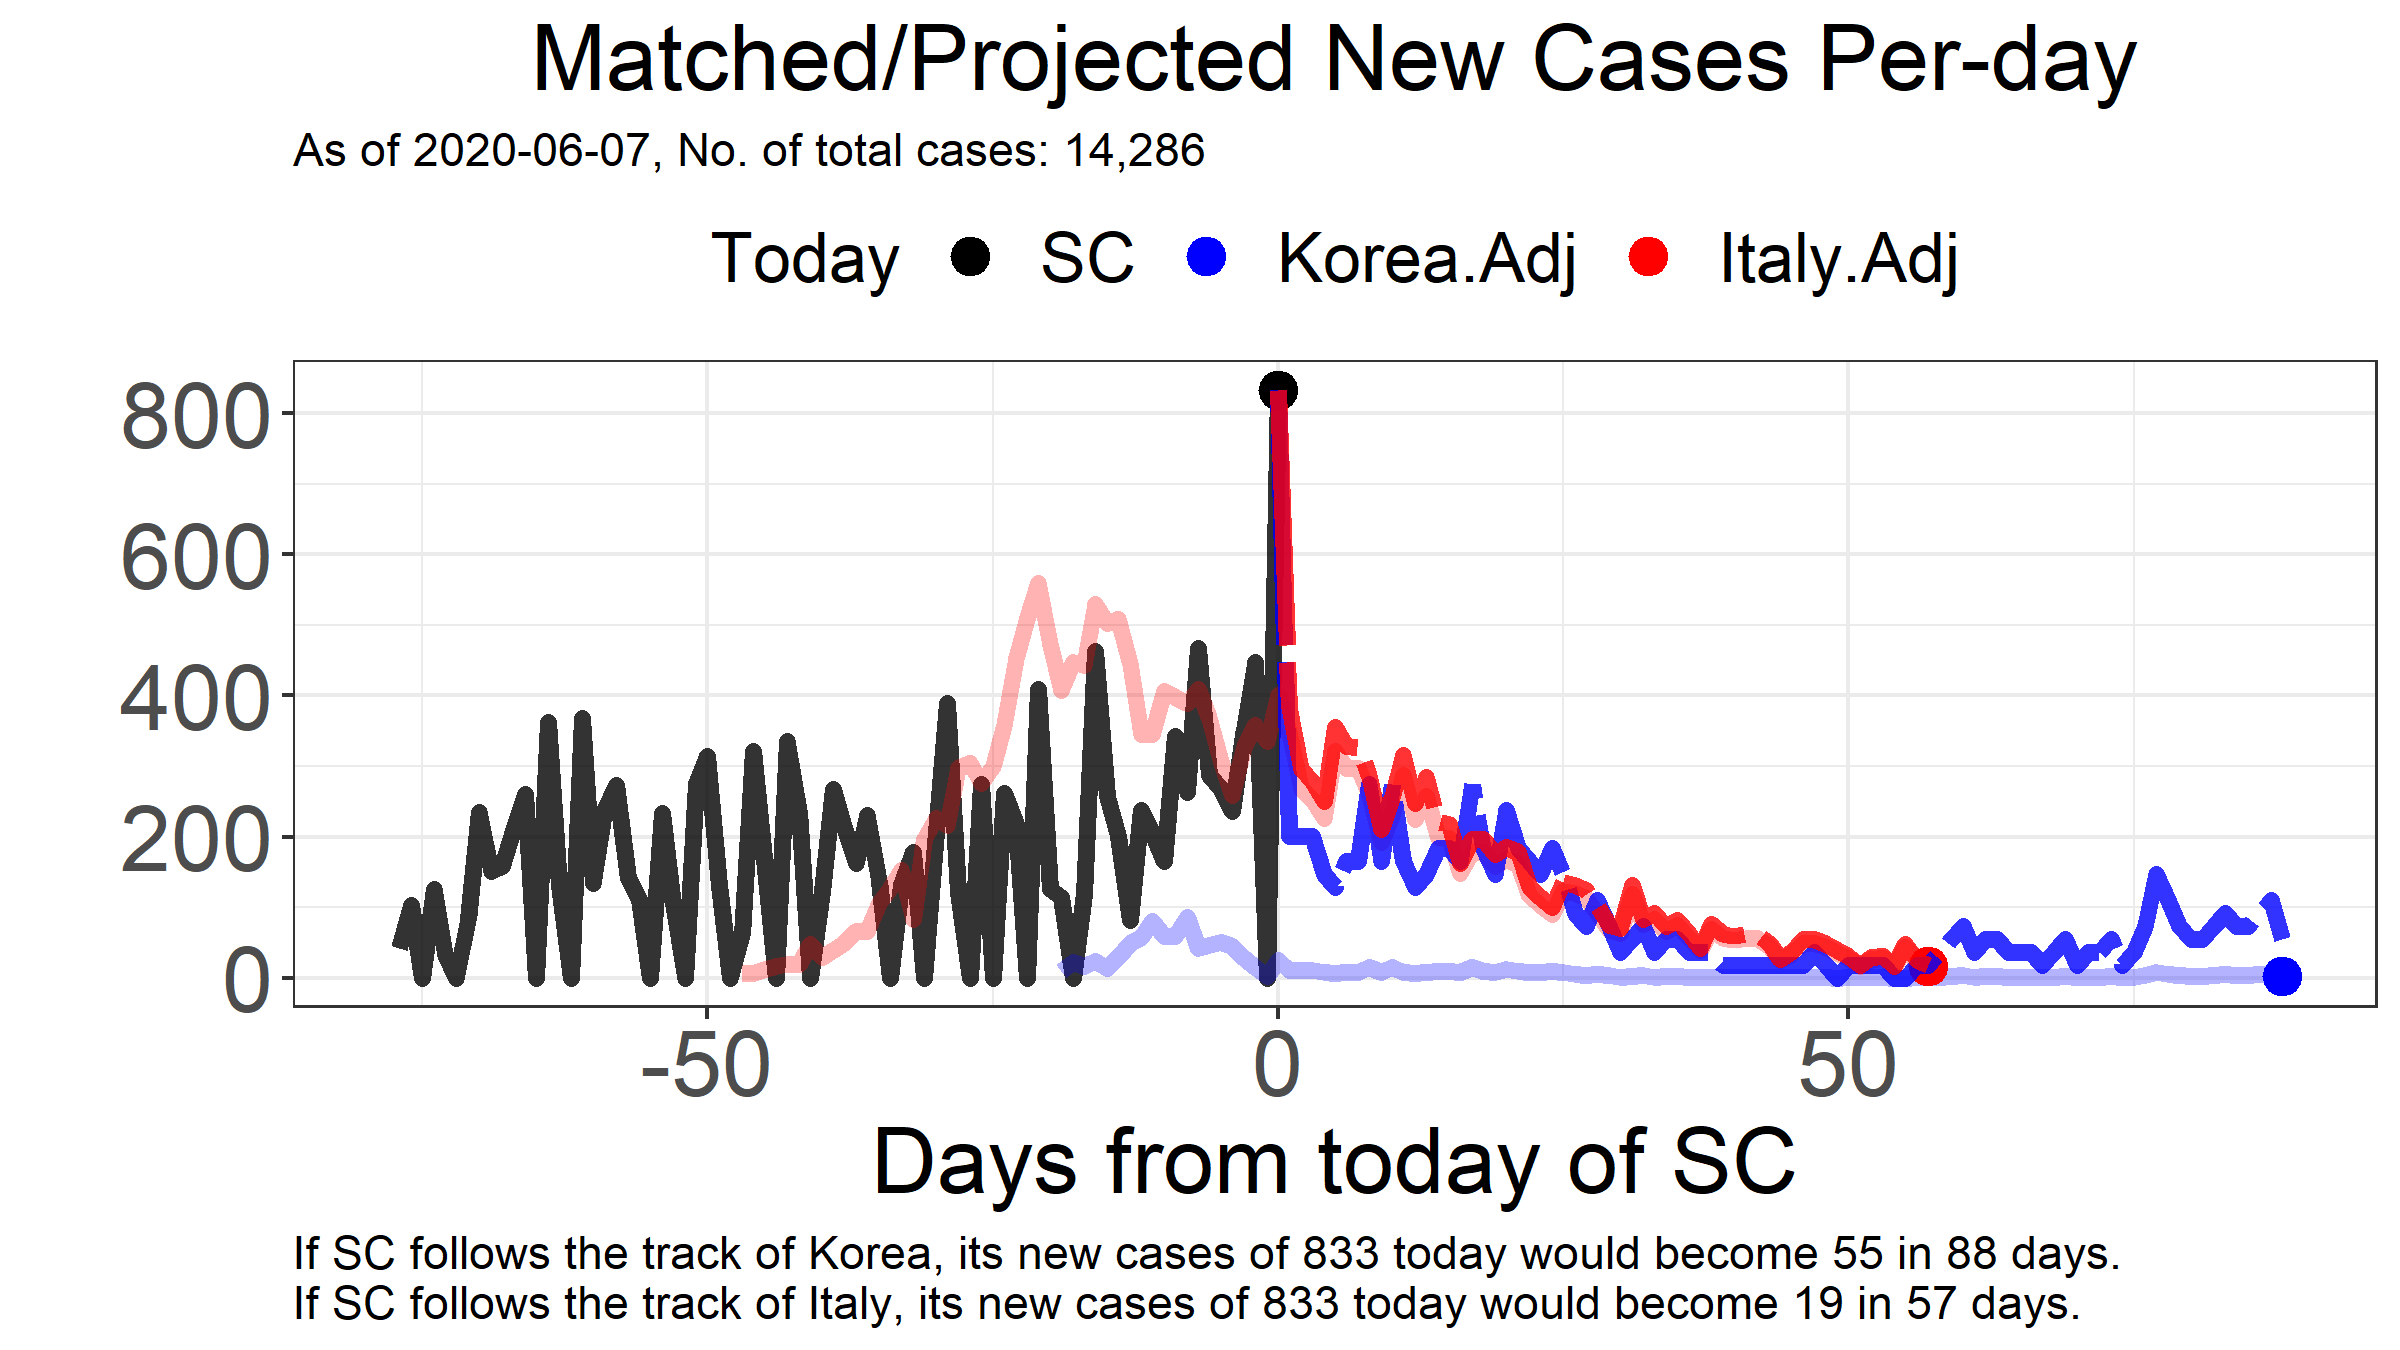 Matched/Projected New Cases Per-day
As of 2020-06-07, No. of total cases: 14,286
Today SC Korea.Adj Italy.Adj
800
600
400
200
0
-50 0 50
Days from today of SC
If SC follows the track of Korea, its new cases of 833 today would become 55 in 88 days.
If SC follows the track of Italy, its new cases of 833 today would become 19 in 57 days.